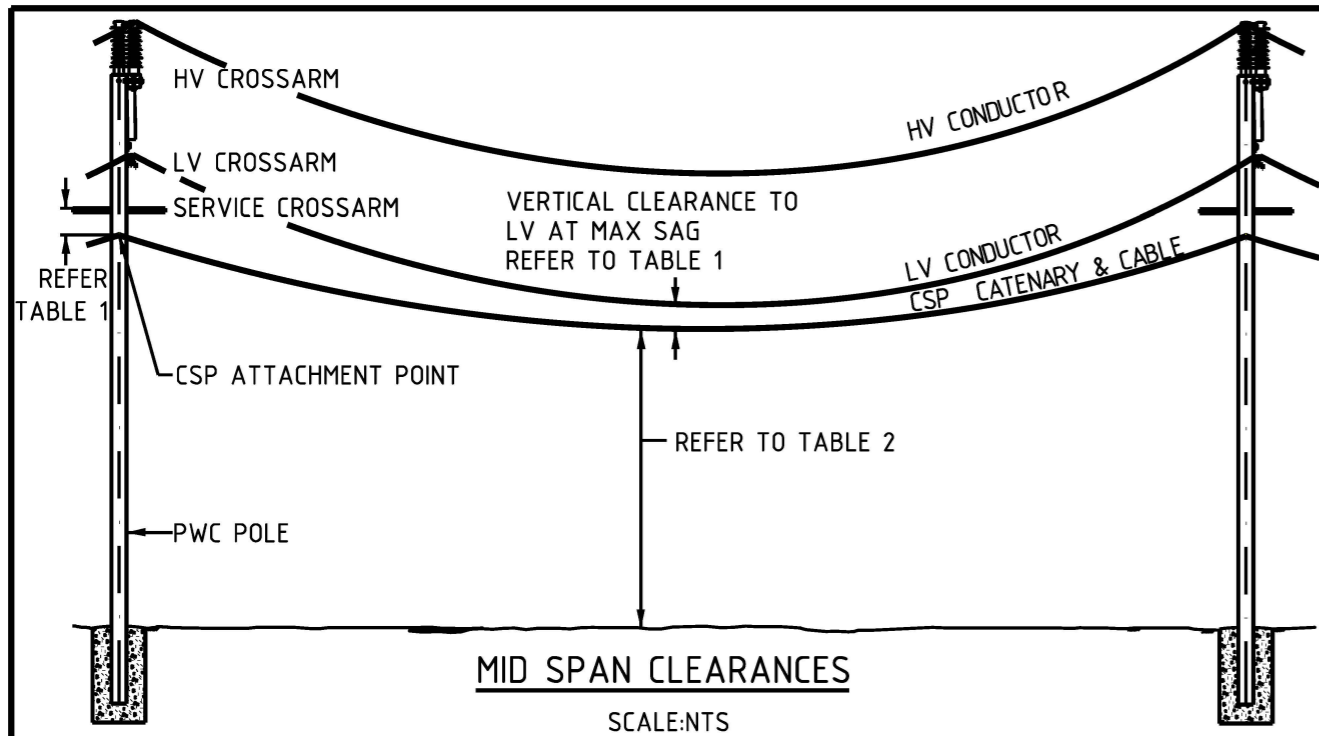 HV CROSSARM
HV CONDUCTOR
LV CROSSARM
SERVICE CROSSARM
VERTICAL CLEARANCE TO
LV AT MAX SAG
REFER TO TABLE 1
LV CONDUCTOR
CSP CATENARY & CABLE
REFER
TABLE 1
CSP ATTACHMENT POINT
REFER TO TABLE 2
PWC POLE
MID SPAN CLEARANCES
SCALE:NTS